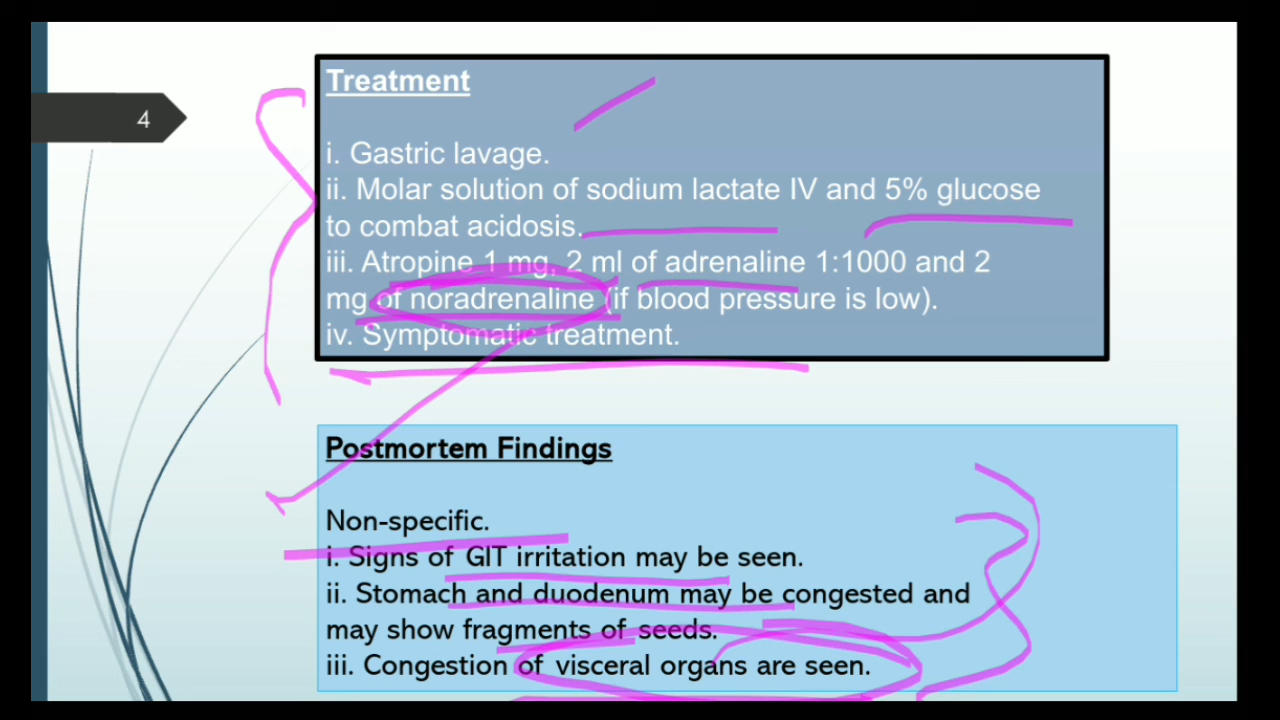 4
Treatment
i. Gastric lavage.
ii. Molar solution of sodium lactate IV and 5% glucose
to combat acidosis.
iii. Atropine 1 mg, 2 ml of adrenaline 1:1000 and 2
mg of noradrenaline (if blood pressure is low).
iv. Symptomatic treatment.
Postmortem Findings
Non-specific.
i. Signs of GIT irritation may be seen.
ii. Stomach and duodenum may be congested and
may show fragments of seeds.
iii. Congestion of visceral organs are seen.